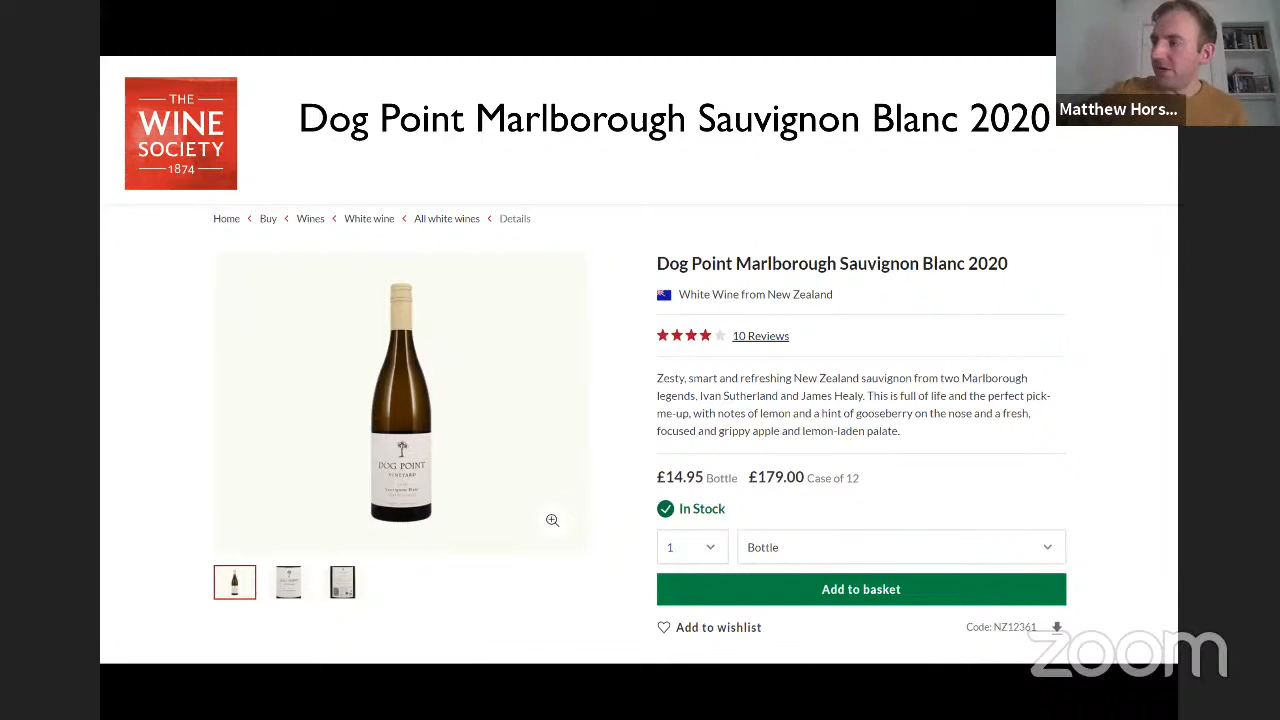 THE
WINE
SOCIETY
1874
Dog Point Marlborough Sauvignon Blanc 2020
Matthew Hors...
Home < Buy < Wines < White wine < All white wines < Details
Dog Point Marlborough Sauvignon Blanc 2020
White Wine from New Zealand
10 Reviews
Zesty, smart and refreshing New Zealand sauvignon from two Marlborough
legends, Ivan Sutherland and James Healy. This is full of life and the perfect pick-
me-up, with notes of lemon and a hint of gooseberry on the nose and a fresh,
focused and grippy apple and lemon-laden palate.
£14.95 Bottle £179.00 Case of 12
In Stock
1 Bottle
Add to basket
Add to wishlist
Code: NZ12361
DOG POINT
VINEYARD
Sauvignon Blanc
zoom